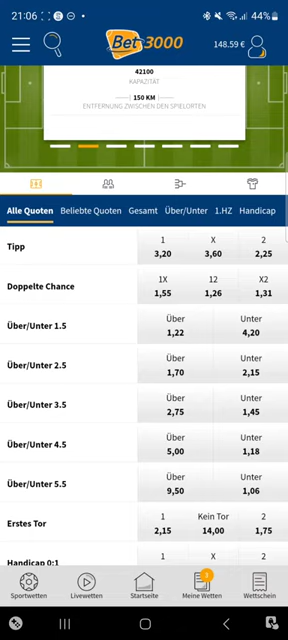 21:06 44%
Bet3000 148.59 €
42100
KAPAZITÄT
150 KM
ENTFERNUNG ZWISCHEN DEN SPIELORTEN
Alle Quoten Beliebte Quoten Gesamt Über/Unter 1.HZ Handicap
Tipp 1 3,20 X 3,60 2 2,25
Doppelte Chance 1X 1,55 12 1,26 X2 1,31
Über/Unter 1.5 Über 1,22 Unter 4,20
Über/Unter 2.5 Über 1,70 Unter 2,15
Über/Unter 3.5 Über 2,75 Unter 1,45
Über/Unter 4.5 Über 5,00 Unter 1,18
Über/Unter 5.5 Über 9,50 Unter 1,06
Erstes Tor 1 2,15 Kein Tor 14,00 2 1,75
Handicap 0:1 1 X 2
Sportwetten Livewetten Startseite Meine Wetten Wettschein